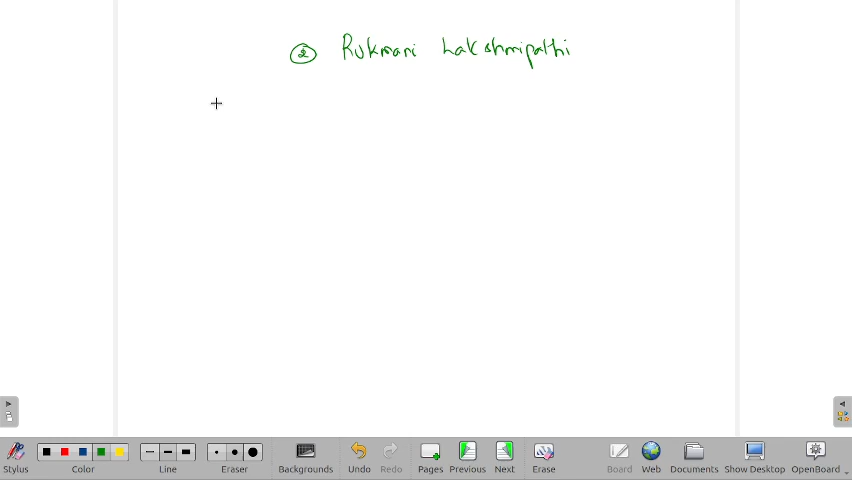 ② Rukmani Lakshmipathi
Stylus Color Line Eraser Backgrounds Undo Redo Pages Previous Next Erase Board Web Documents Show Desktop OpenBoard